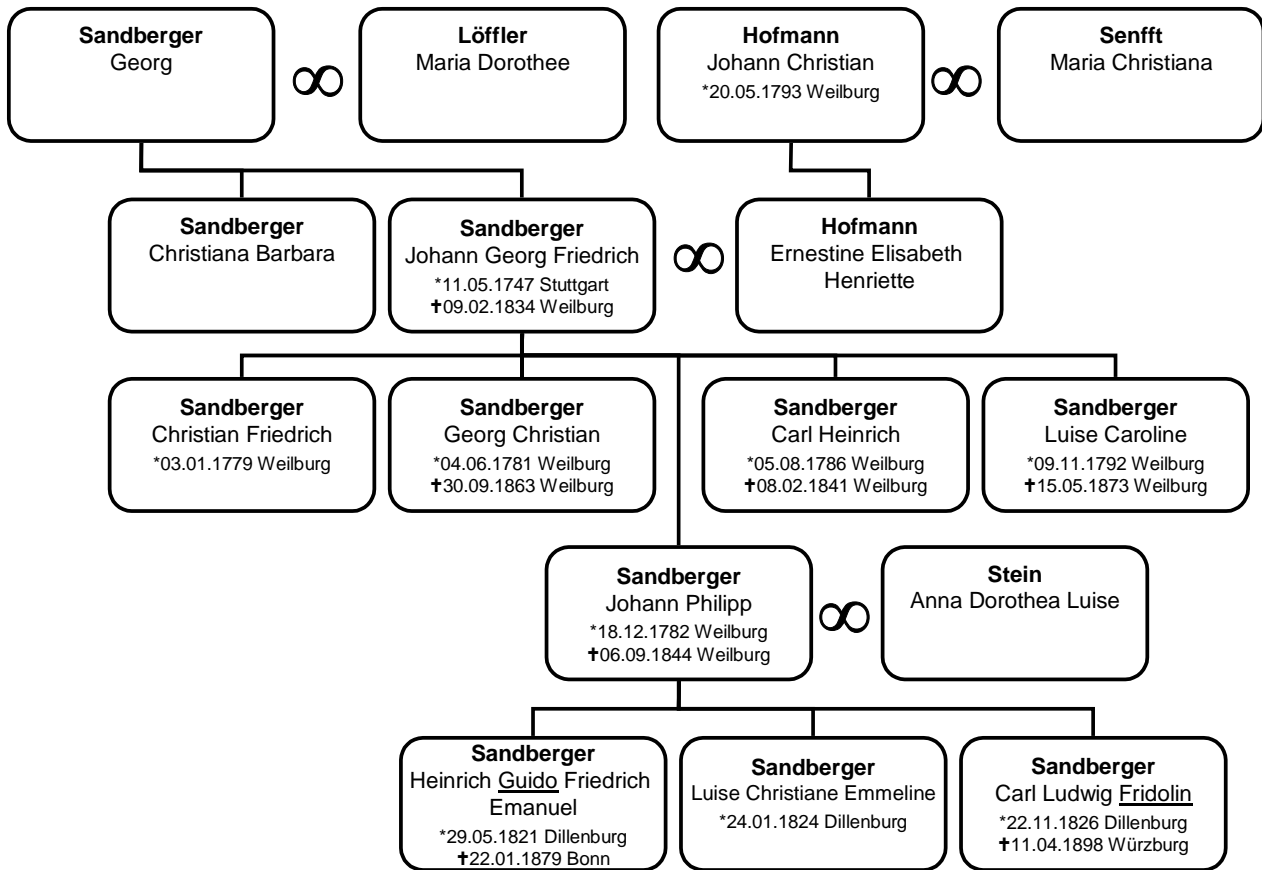 Sandberger
Georg
∞
Löffler
Maria Dorothee
Hofmann
Johann Christian
*20.05.1793 Weilburg
∞
Senfft
Maria Christiana
Sandberger
Christiana Barbara
Sandberger
Johann Georg Friedrich
*11.05.1747 Stuttgart
✝09.02.1834 Weilburg
∞
Hofmann
Ernestine Elisabeth
Henriette
Sandberger
Christian Friedrich
*03.01.1779 Weilburg
Sandberger
Georg Christian
*04.06.1781 Weilburg
✝30.09.1863 Weilburg
Sandberger
Carl Heinrich
*05.08.1786 Weilburg
✝08.02.1841 Weilburg
Sandberger
Luise Caroline
*09.11.1792 Weilburg
✝15.05.1873 Weilburg
Sandberger
Johann Philipp
*18.12.1782 Weilburg
✝06.09.1844 Weilburg
∞
Stein
Anna Dorothea Luise
Sandberger
Heinrich Guido Friedrich
Emanuel
*29.05.1821 Dillenburg
✝22.01.1879 Bonn
Sandberger
Luise Christiane Emmeline
*24.01.1824 Dillenburg
Sandberger
Carl Ludwig Fridolin
*22.11.1826 Dillenburg
✝11.04.1898 Würzburg